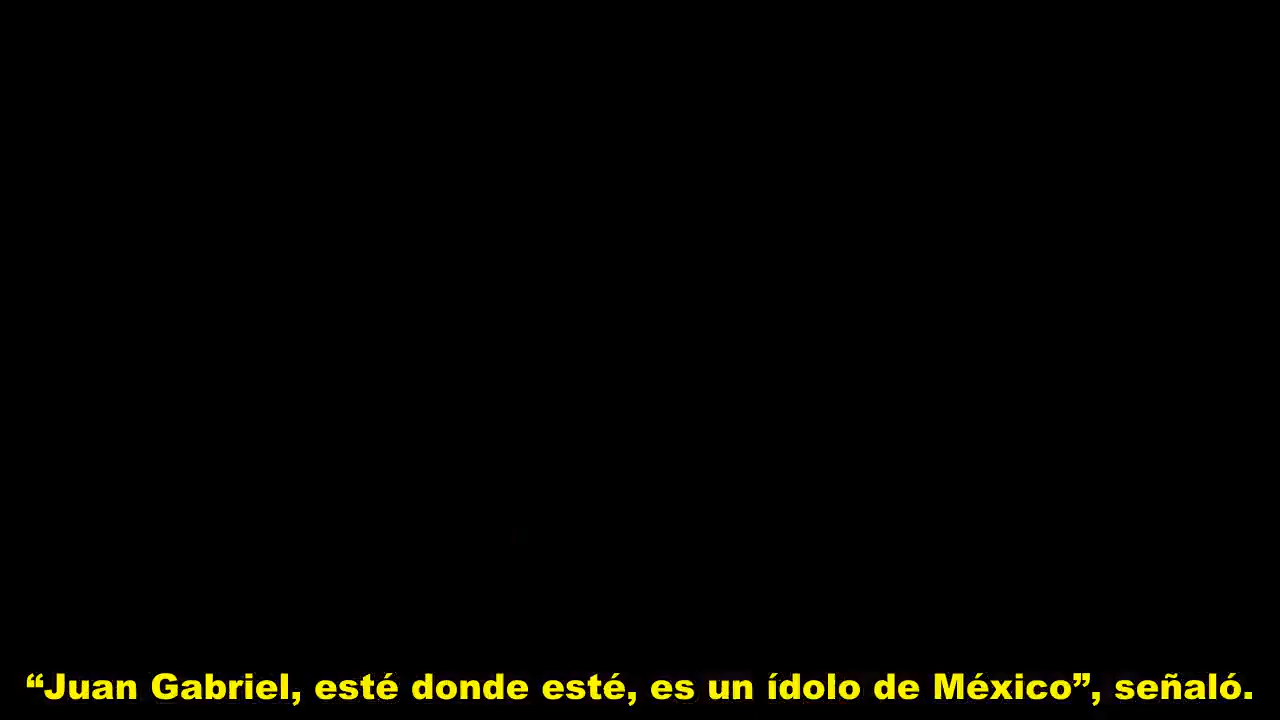 “Juan Gabriel, esté donde esté, es un ídolo de México”, señaló.